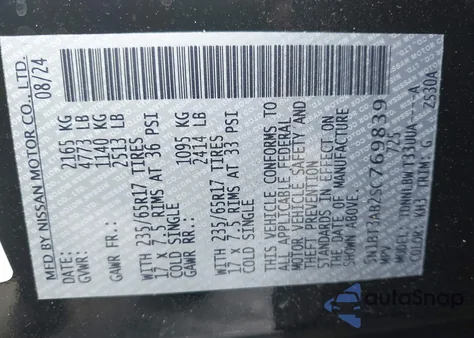 MFD BY NISSAN MOTOR CO., LTD.
DATE: 08/24
GVWR: 2165 KG
4773 LB
GAWR FR.: 1140 KG
2513 LB
WITH 235/65R17 TIRES
17 x 7.5 RIMS AT 36 PSI
COLD SINGLE
GAWR RR.: 1095 KG
2414 LB
WITH 235/65R17 TIRES
17 x 7.5 RIMS AT 33 PSI
COLD SINGLE
THIS VEHICLE CONFORMS TO
ALL APPLICABLE FEDERAL
MOTOR VEHICLE SAFETY AND
THEFT PREVENTION
STANDARDS IN EFFECT ON
THE DATE OF MANUFACTURE
SHOWN ABOVE.
5N1BT3AB2SC769839
MPV 725
COLOR: KH3 TRIM: G
ZS30A
autoSnap